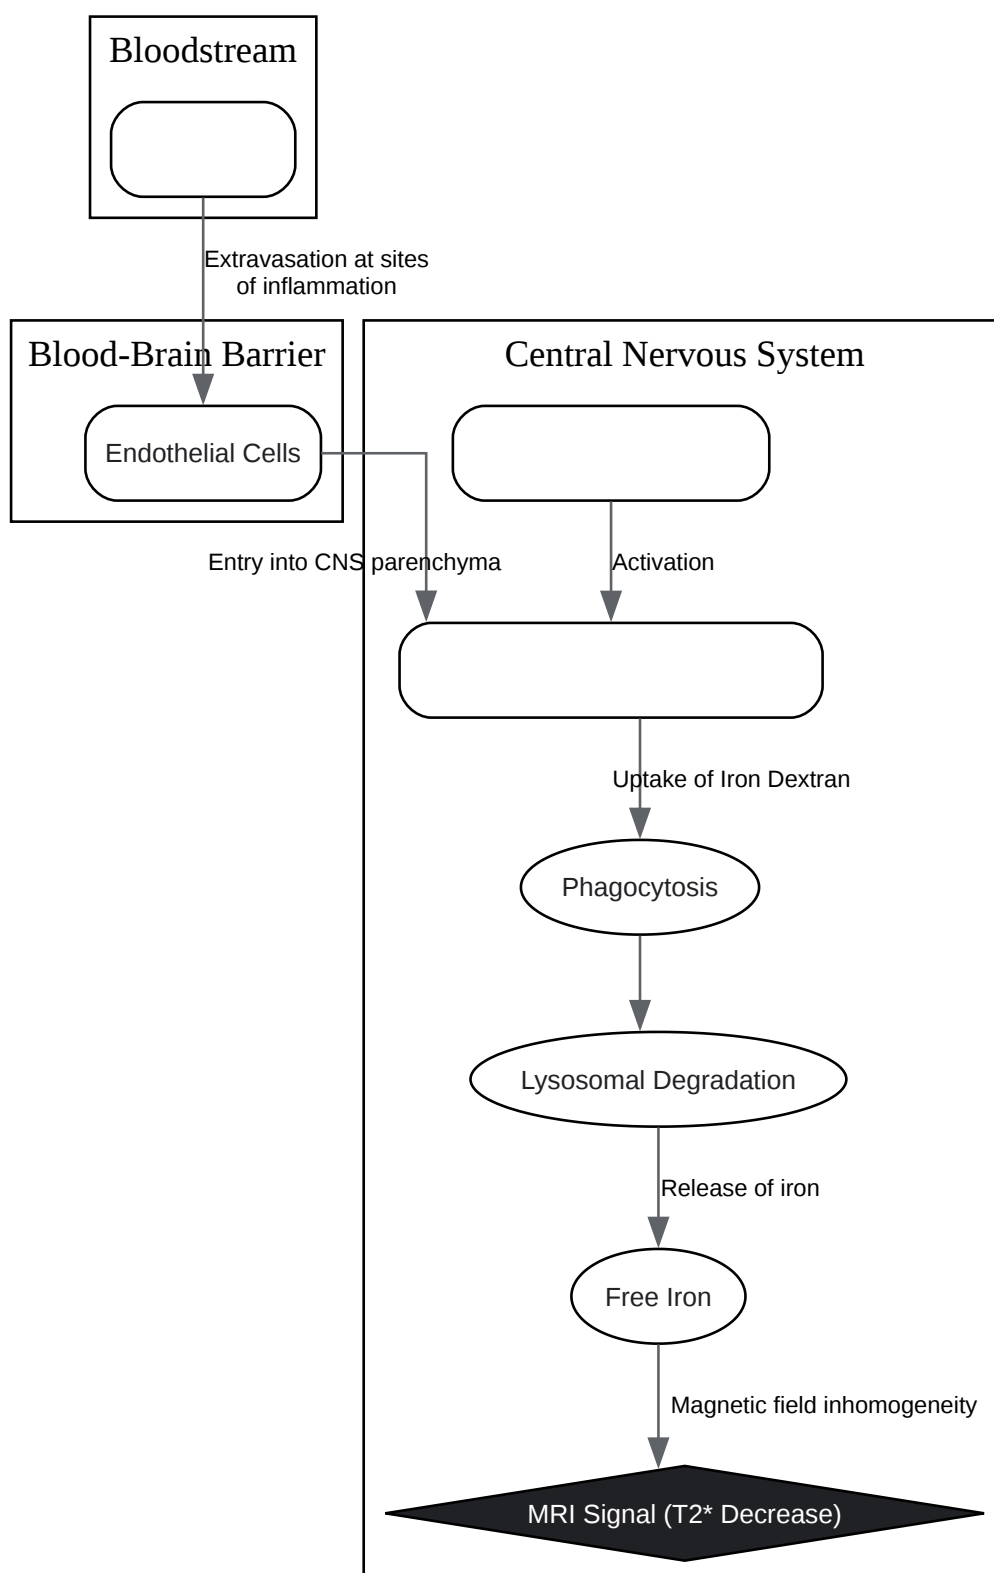 Bloodstream
Extravasation at sites
of inflammation
Blood-Brain Barrier
Central Nervous System
Endothelial Cells
Entry into CNS parenchyma
Activation
Uptake of Iron Dextran
Phagocytosis
Lysosomal Degradation
Release of iron
Free Iron
Magnetic field inhomogeneity
MRI Signal (T2* Decrease)